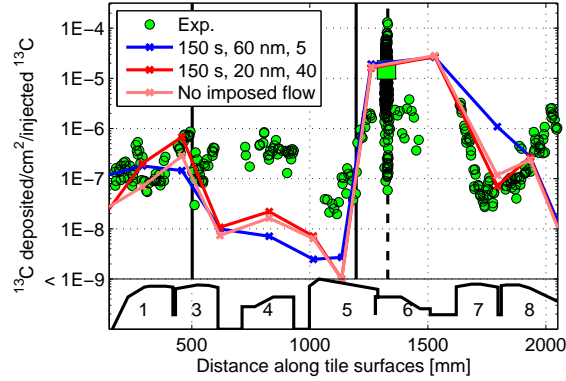 Exp.
150 s, 60 nm, 5
150 s, 20 nm, 40
No imposed flow
¹³C deposited/cm²/injected ¹³C
1E−4
1E−5
1E−6
1E−7
1E−8
< 1E−9
1 3 4 5 6 7 8
500 1000 1500 2000
Distance along tile surfaces [mm]